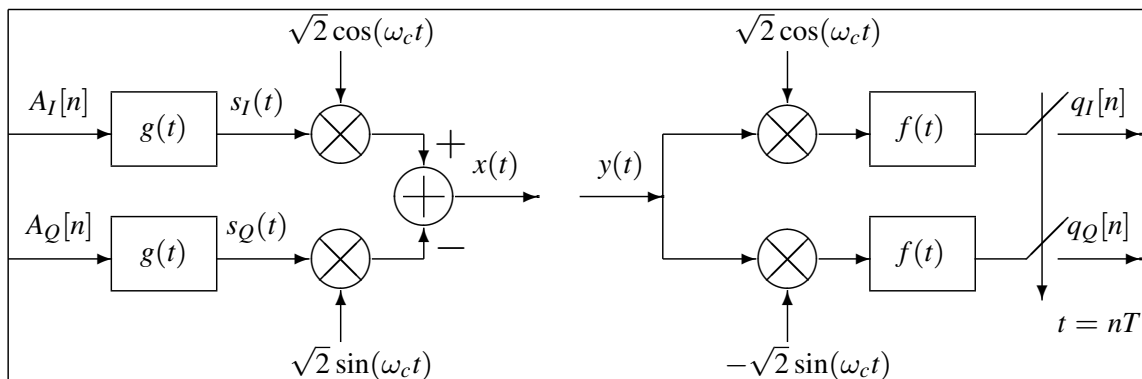 √2 cos(ω_c t) √2 cos(ω_c t)
A_I[n] g(t) s_I(t) + x(t) y(t) f(t) q_I[n]
A_Q[n] g(t) s_Q(t) − f(t) q_Q[n]
√2 sin(ω_c t) −√2 sin(ω_c t) t = nT